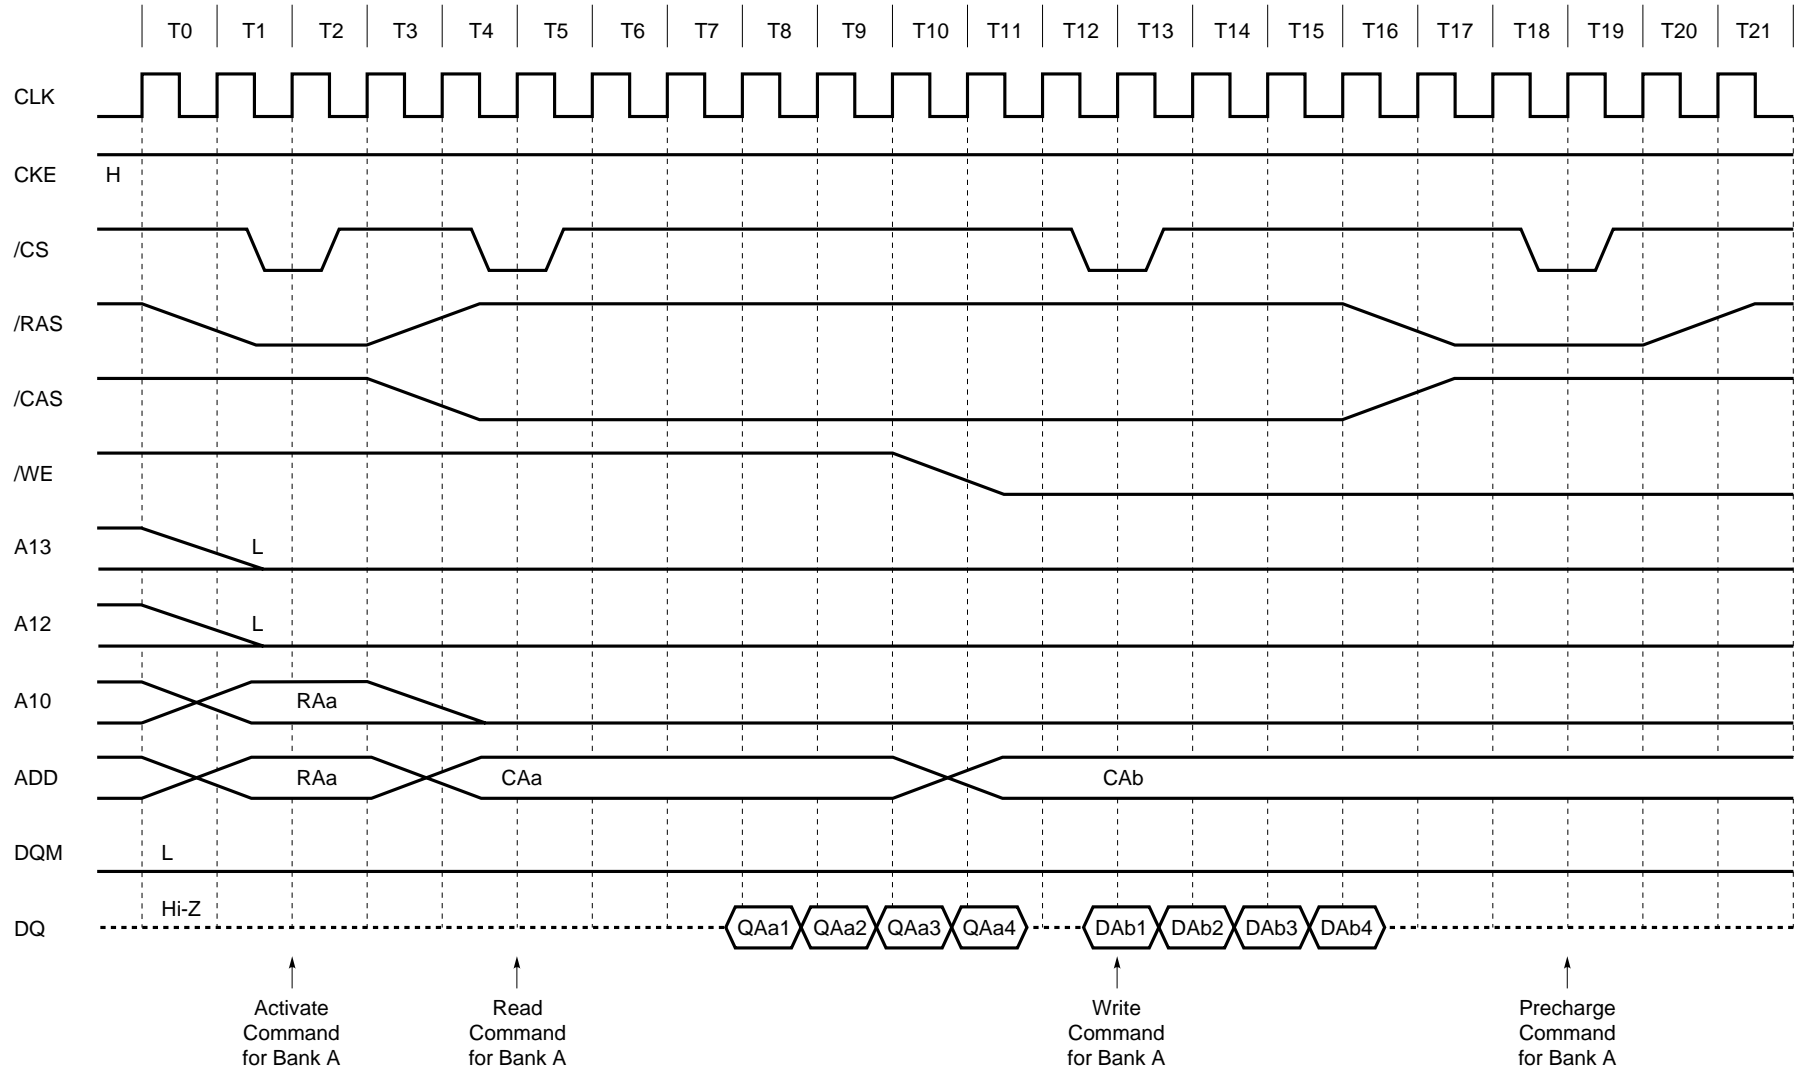 T0 T1 T2 T3 T4 T5 T6 T7 T8 T9 T10 T11 T12 T13 T14 T15 T16 T17 T18 T19 T20 T21
CLK
CKE H
/CS
/RAS
/CAS
/WE
A13 L
A12 L
A10 RAa
ADD RAa CAa CAb
DQM L
Hi-Z
DQ QAa1 QAa2 QAa3 QAa4 DAb1 DAb2 DAb3 DAb4
Activate
Command
for Bank A
Read
Command
for Bank A
Write
Command
for Bank A
Precharge
Command
for Bank A